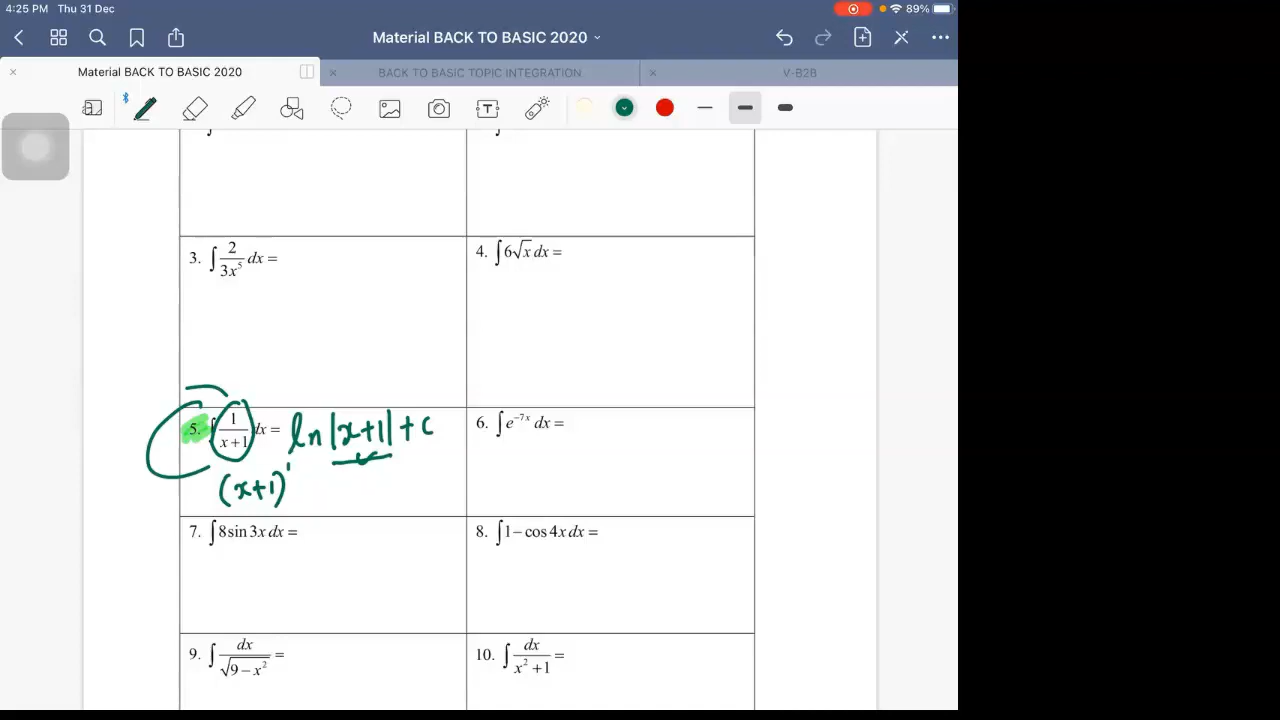 4:25 PM Thu 31 Dec 89%
Material BACK TO BASIC 2020
Material BACK TO BASIC 2020 BACK TO BASIC TOPIC INTEGRATION V-B2B
3. ∫ 2/(3x⁵) dx =
4. ∫ 6√x dx =
5. ∫ 1/(x+1) dx = ln |x+1| + c
(x+1)¹
6. ∫ e⁻⁷ˣ dx =
7. ∫ 8 sin 3x dx =
8. ∫ 1 − cos 4x dx =
9. ∫ dx/√(9 − x²) =
10. ∫ dx/(x² + 1) =